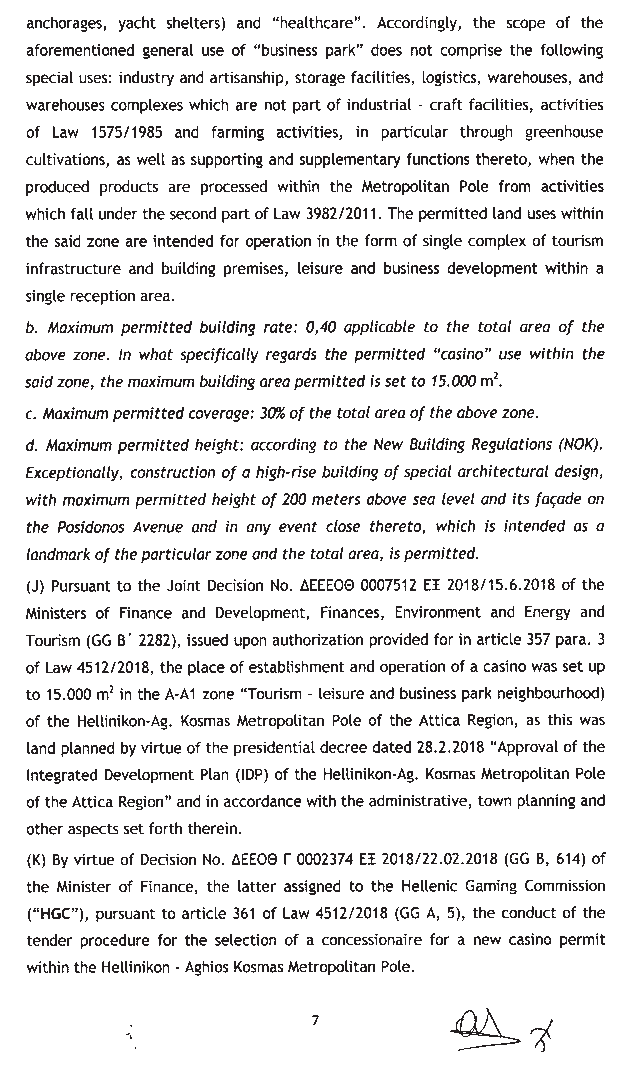 anchorages, yacht shelters) and “healthcare”. Accordingly, the scope of the
aforementioned general use of “business park” does not comprise the following
special uses: industry and artisanship, storage facilities, logistics, warehouses, and
warehouses complexes which are not part of industrial - craft facilities, activities
of Law 1575/1985 and farming activities, in particular through greenhouse
cultivations, as well as supporting and supplementary functions thereto, when the
produced products are processed within the Metropolitan Pole from activities
which fall under the second part of Law 3982/2011. The permitted land uses within
the said zone are intended for operation in the form of single complex of tourism
infrastructure and building premises, leisure and business development within a
single reception area.
b. Maximum permitted building rate: 0,40 applicable to the total area of the
above zone. In what specifically regards the permitted “casino” use within the
said zone, the maximum building area permitted is set to 15.000 m².
c. Maximum permitted coverage: 30% of the total area of the above zone.
d. Maximum permitted height: according to the New Building Regulations (NOK).
Exceptionally, construction of a high-rise building of special architectural design,
with maximum permitted height of 200 meters above sea level and its façade on
the Posidonos Avenue and in any event close thereto, which is intended as a
landmark of the particular zone and the total area, is permitted.
(J) Pursuant to the Joint Decision No. ΔΕΕΕΟΘ 0007512 ΕΞ 2018/15.6.2018 of the
Ministers of Finance and Development, Finances, Environment and Energy and
Tourism (GG B΄ 2282), issued upon authorization provided for in article 357 para. 3
of Law 4512/2018, the place of establishment and operation of a casino was set up
to 15.000 m² in the A-A1 zone “Tourism - leisure and business park neighbourhood)
of the Hellinikon-Ag. Kosmas Metropolitan Pole of the Attica Region, as this was
land planned by virtue of the presidential decree dated 28.2.2018 “Approval of the
Integrated Development Plan (IDP) of the Hellinikon-Ag. Kosmas Metropolitan Pole
of the Attica Region” and in accordance with the administrative, town planning and
other aspects set forth therein.
(K) By virtue of Decision No. ΔΕΕΟΘ Γ 0002374 ΕΞ 2018/22.02.2018 (GG B, 614) of
the Minister of Finance, the latter assigned to the Hellenic Gaming Commission
(“HGC”), pursuant to article 361 of Law 4512/2018 (GG A, 5), the conduct of the
tender procedure for the selection of a concessionaire for a new casino permit
within the Hellinikon - Aghios Kosmas Metropolitan Pole.
7